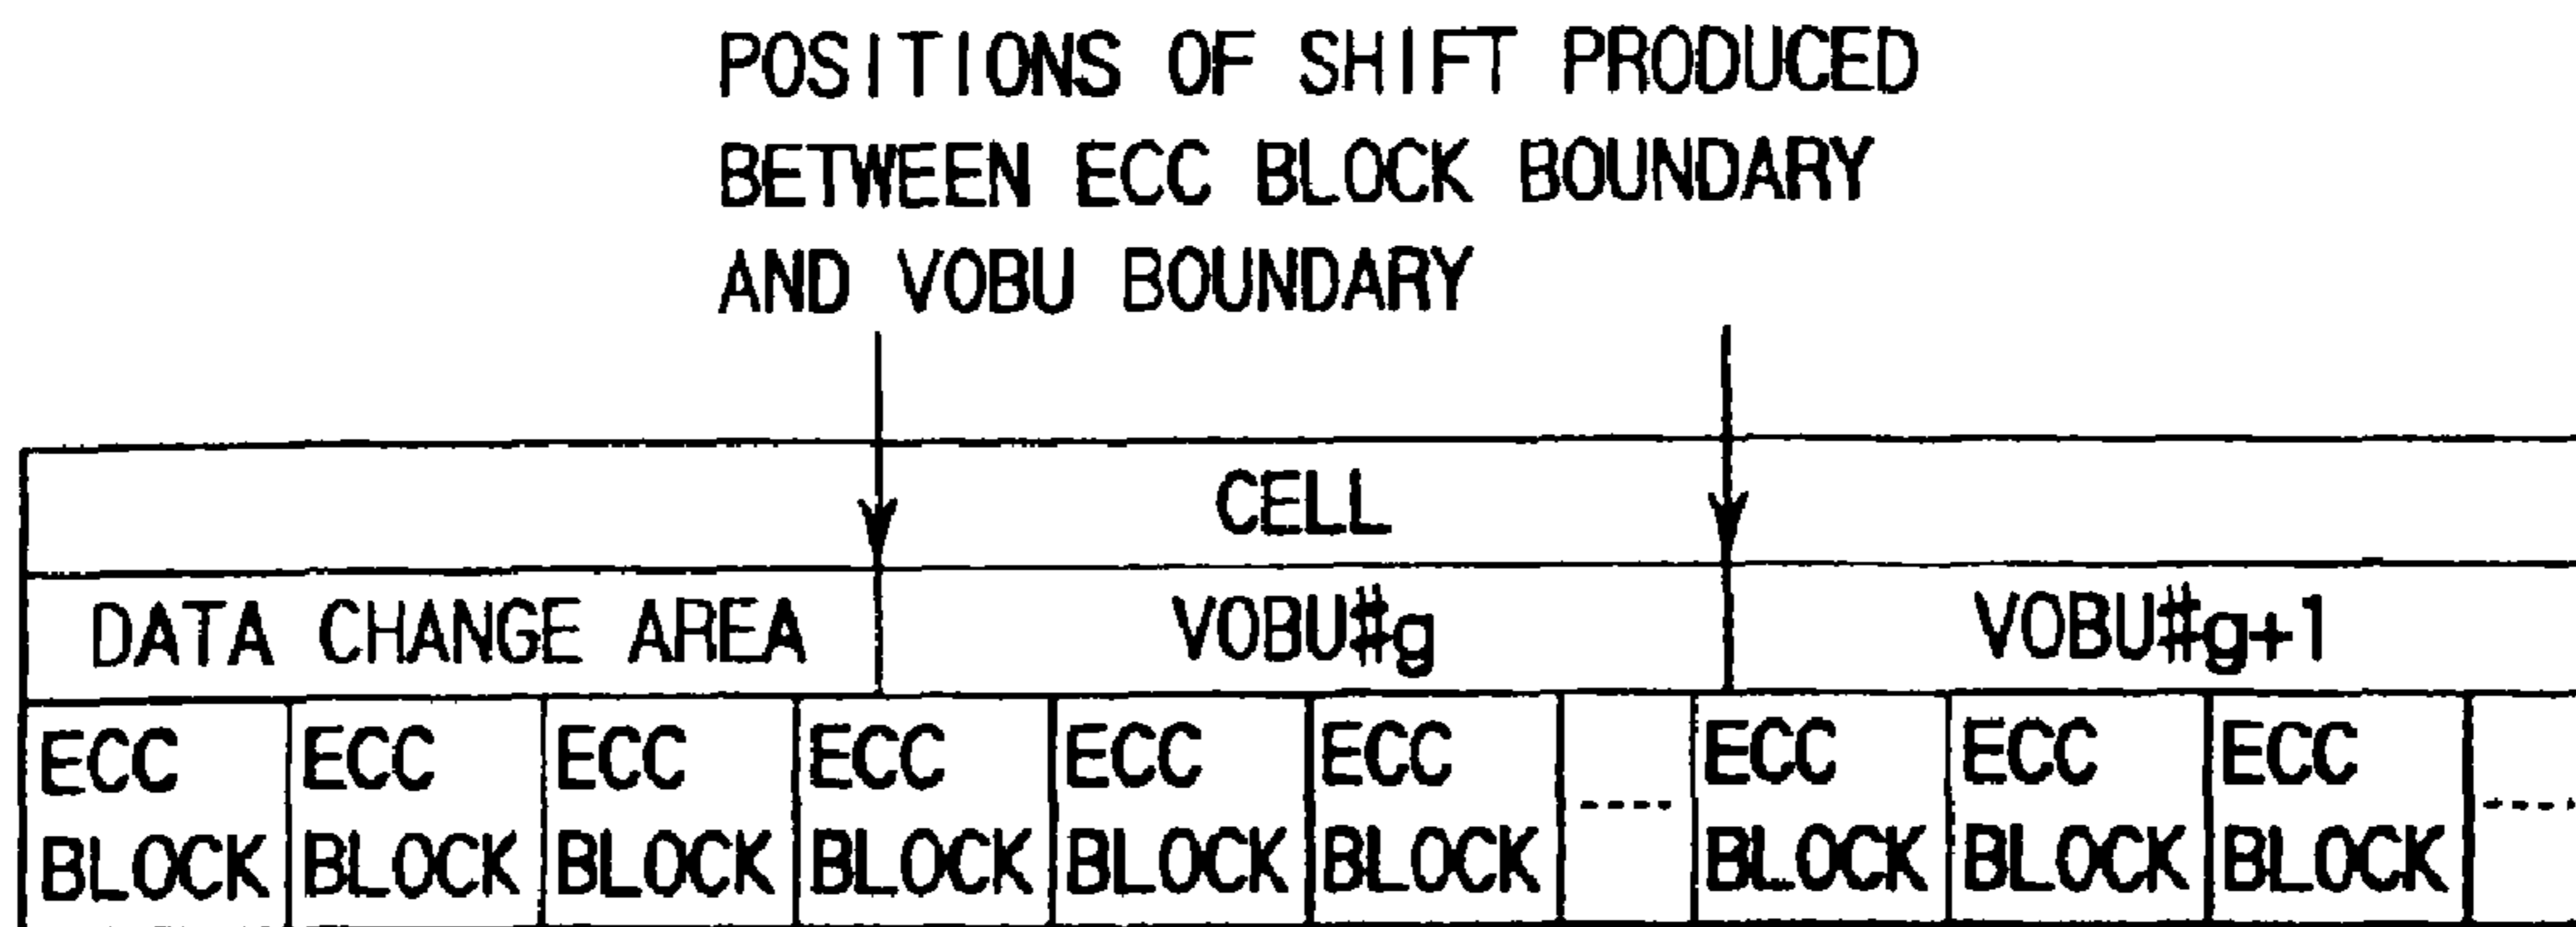 POSITIONS OF SHIFT PRODUCED
BETWEEN ECC BLOCK BOUNDARY
AND VOBU BOUNDARY
CELL
DATA CHANGE AREA VOBU#g VOBU#g+1
ECC ECC ECC ECC ECC ECC ECC ECC ECC
BLOCK BLOCK BLOCK BLOCK BLOCK BLOCK BLOCK BLOCK BLOCK